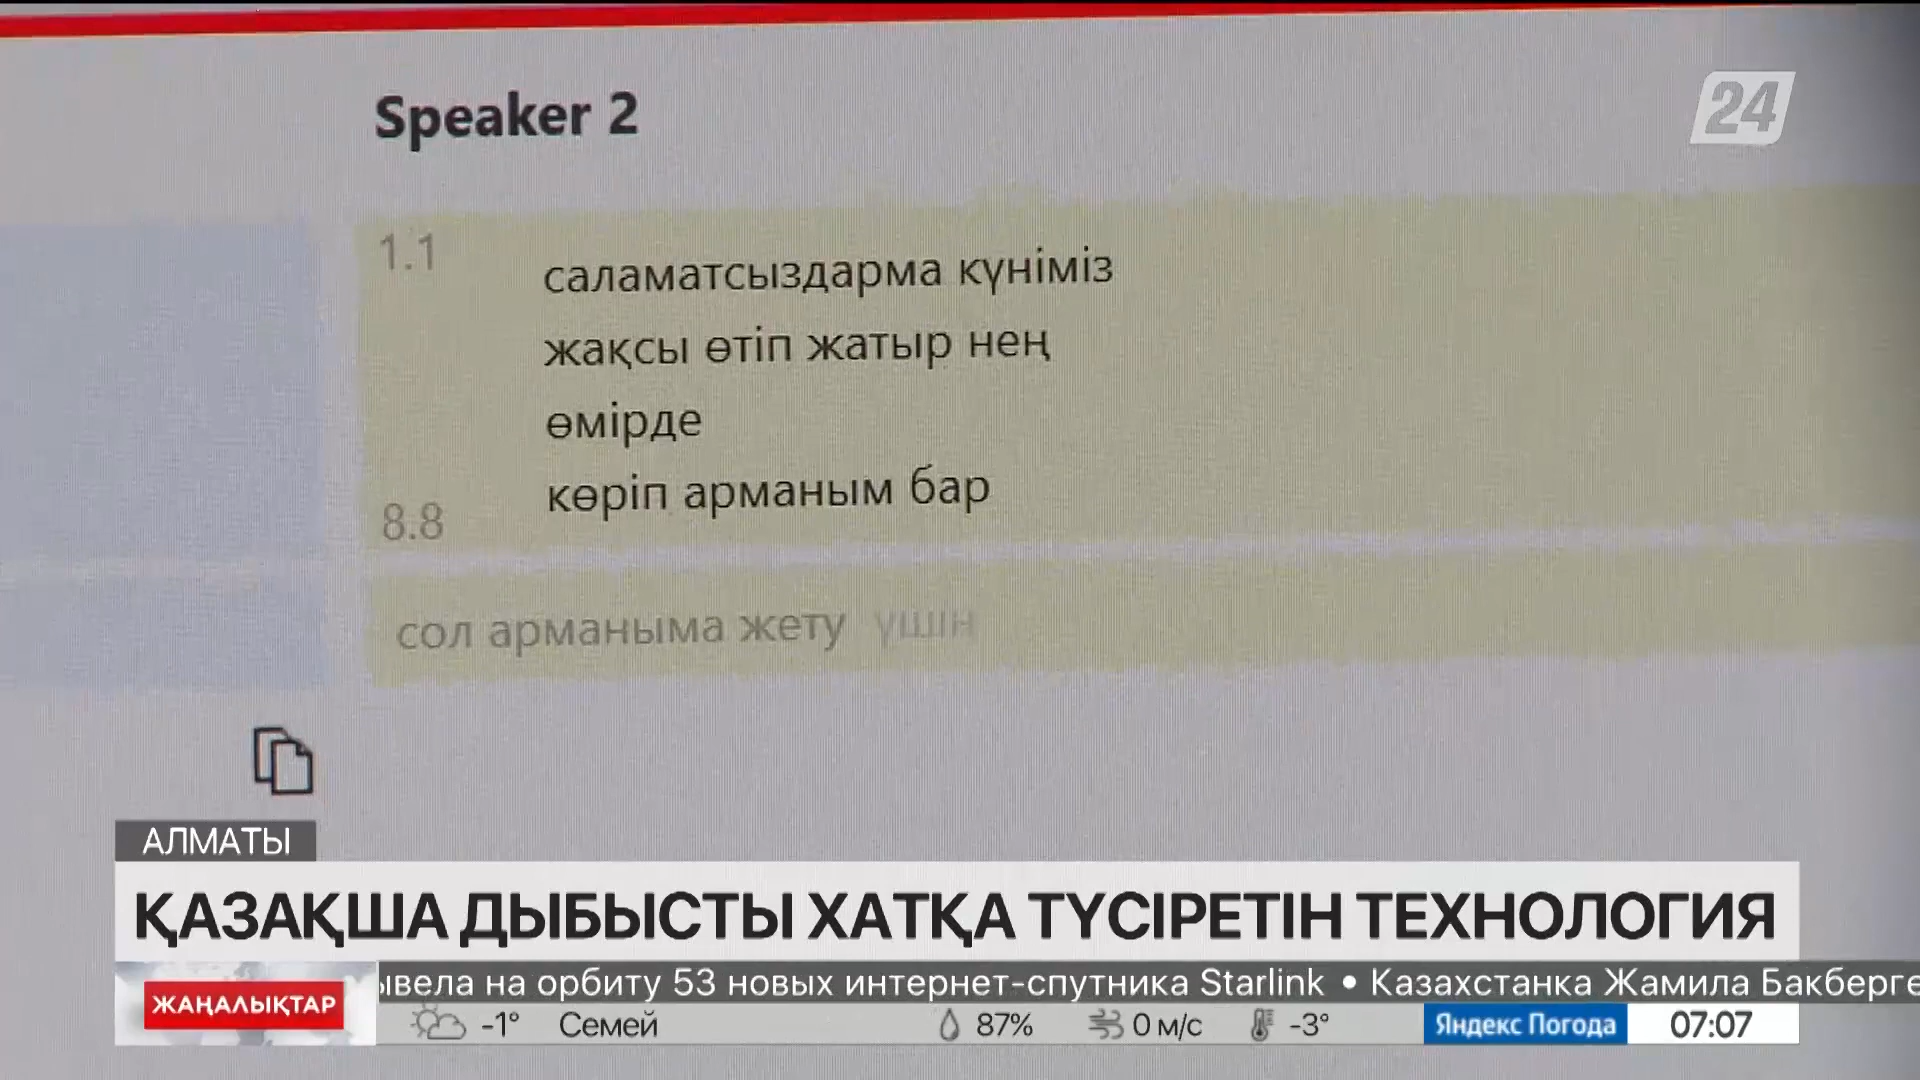 24
Speaker 2
1.1
саламатсыздарма күніміз
жақсы өтіп жатыр нең
өмірде
көріп арманым бар
8.8
сол арманыма жету үшін
АЛМАТЫ
ҚАЗАҚША ДЫБЫСТЫ ХАТҚА ТҮСІРЕТІН ТЕХНОЛОГИЯ
ЖАҢАЛЫҚТАР
на орбиту 53 новых интернет-спутника Starlink • Казахстанка Жамила
-1° Семей 87% 0 м/с -3° Яндекс Погода 07:07